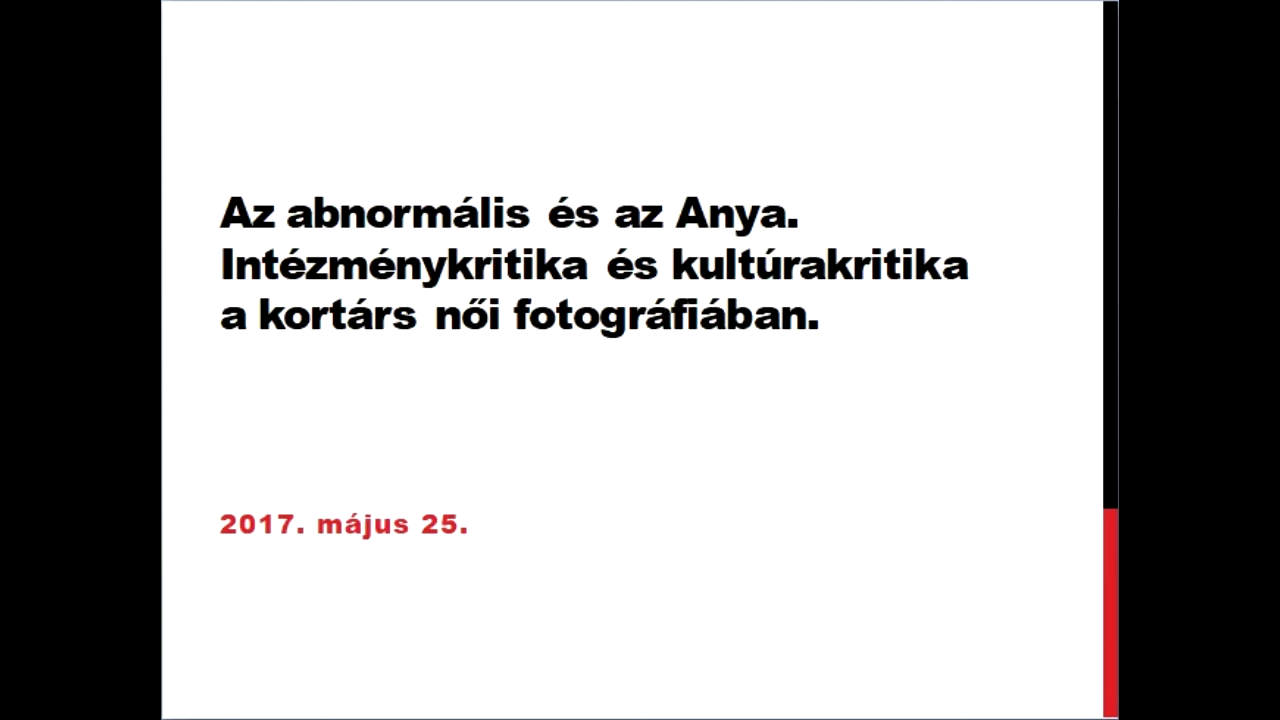 Az abnormális és az Anya.
Intézménykritika és kultúrakritika
a kortárs női fotográfiában.
2017. május 25.